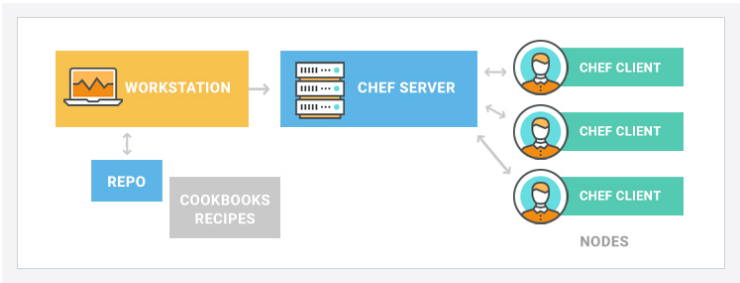 WORKSTATION
CHEF SERVER
CHEF CLIENT
CHEF CLIENT
CHEF CLIENT
REPO
COOKBOOKS
RECIPES
NODES